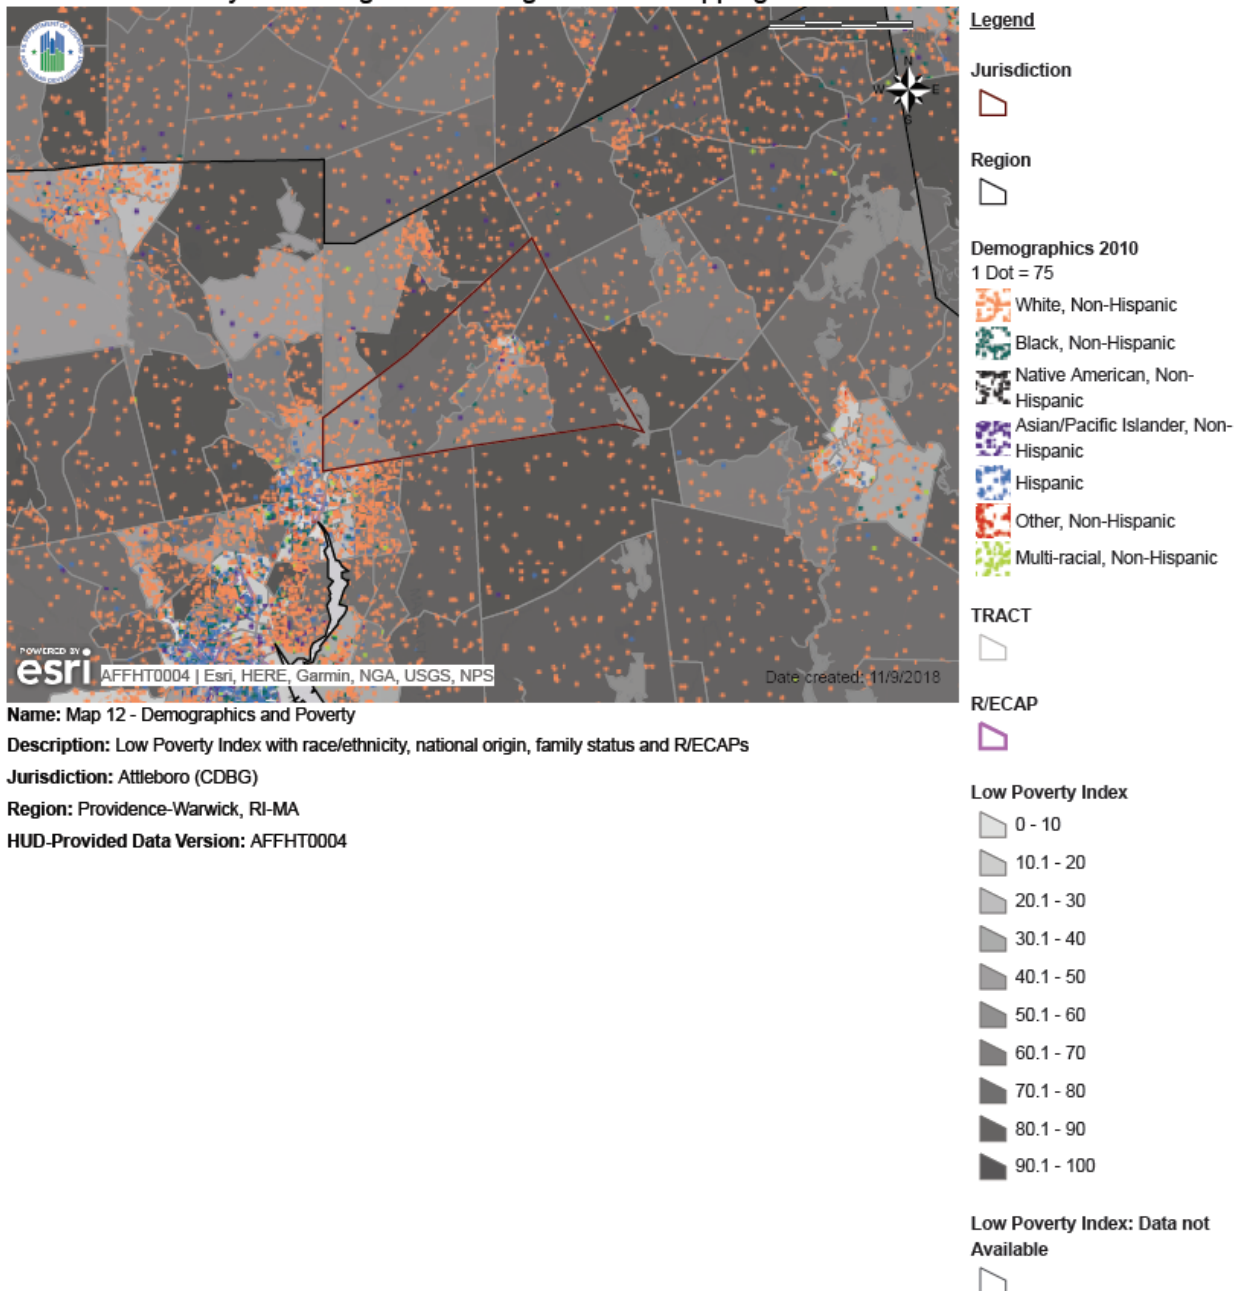 Legend
Jurisdiction
Region
Demographics 2010
1 Dot = 75
White, Non-Hispanic
Black, Non-Hispanic
Native American, Non-
Hispanic
Asian/Pacific Islander, Non-
Hispanic
Hispanic
Other, Non-Hispanic
Multi-racial, Non-Hispanic
TRACT
R/ECAP
Low Poverty Index
0 - 10
10.1 - 20
20.1 - 30
30.1 - 40
40.1 - 50
50.1 - 60
60.1 - 70
70.1 - 80
80.1 - 90
90.1 - 100
Low Poverty Index: Data not
Available
N
W E
S
POWERED BY
esri
AFFHT0004 | Esri, HERE, Garmin, NGA, USGS, NPS
Date created: 11/9/2018
Name: Map 12 - Demographics and Poverty
Description: Low Poverty Index with race/ethnicity, national origin, family status and R/ECAPs
Jurisdiction: Attleboro (CDBG)
Region: Providence-Warwick, RI-MA
HUD-Provided Data Version: AFFHT0004